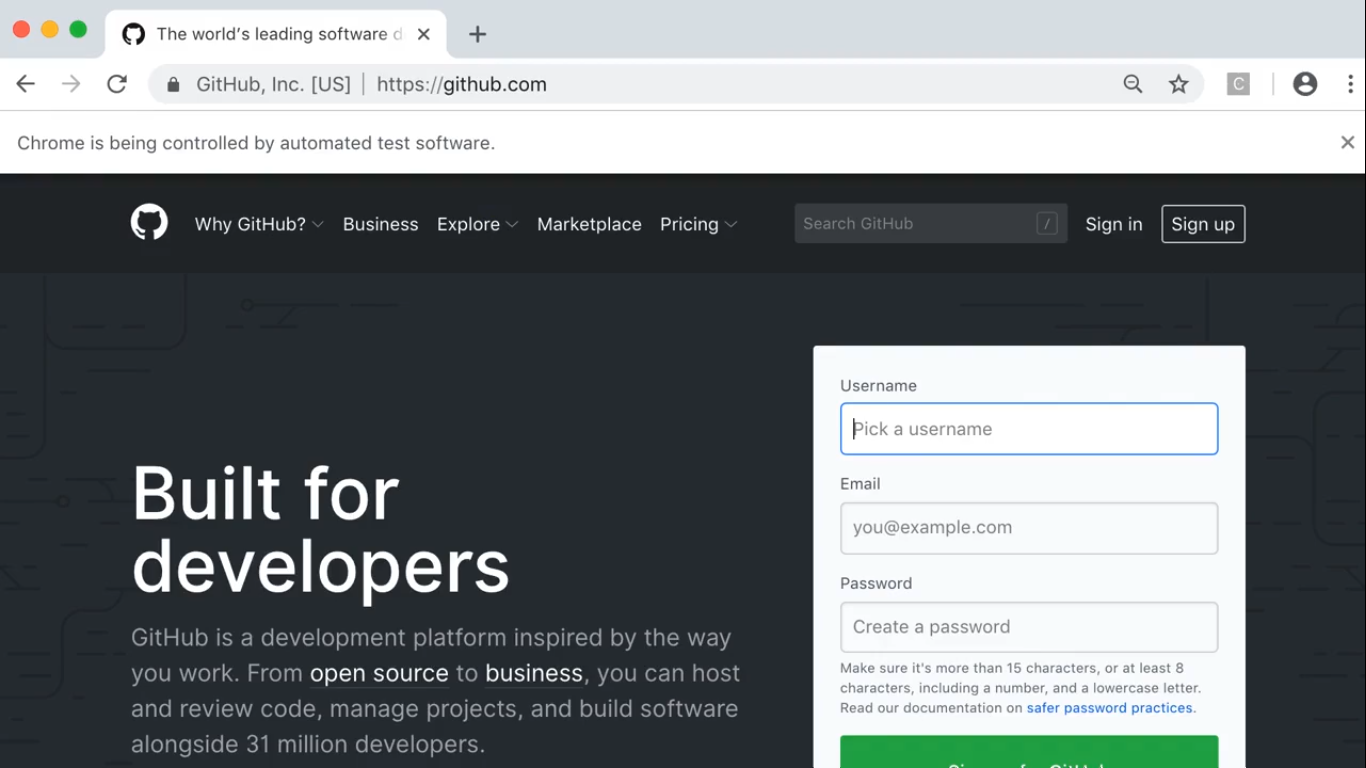 The world's leading software d
GitHub, Inc. [US] | https://github.com
C
Chrome is being controlled by automated test software.
Why GitHub? Business Explore Marketplace Pricing Search GitHub / Sign in Sign up
Username
Pick a username
Email
you@example.com
Password
Create a password
Make sure it's more than 15 characters, or at least 8
characters, including a number, and a lowercase letter.
Read our documentation on safer password practices.
Built for
developers
GitHub is a development platform inspired by the way
you work. From open source to business, you can host
and review code, manage projects, and build software
alongside 31 million developers.